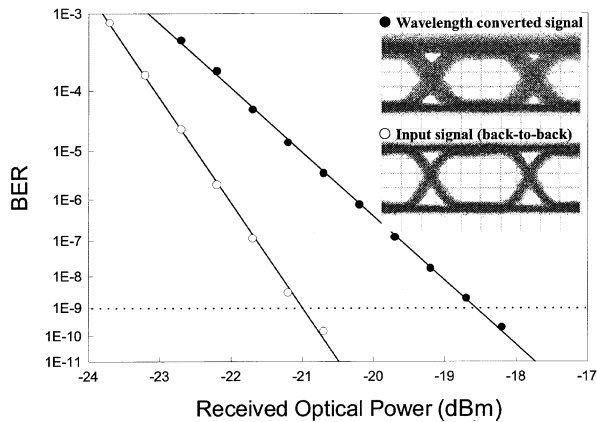 1E-3
1E-4
1E-5
1E-6
1E-7
1E-8
1E-9
1E-10
1E-11
BER
● Wavelength converted signal
○ Input signal (back-to-back)
-24 -23 -22 -21 -20 -19 -18 -17
Received Optical Power (dBm)